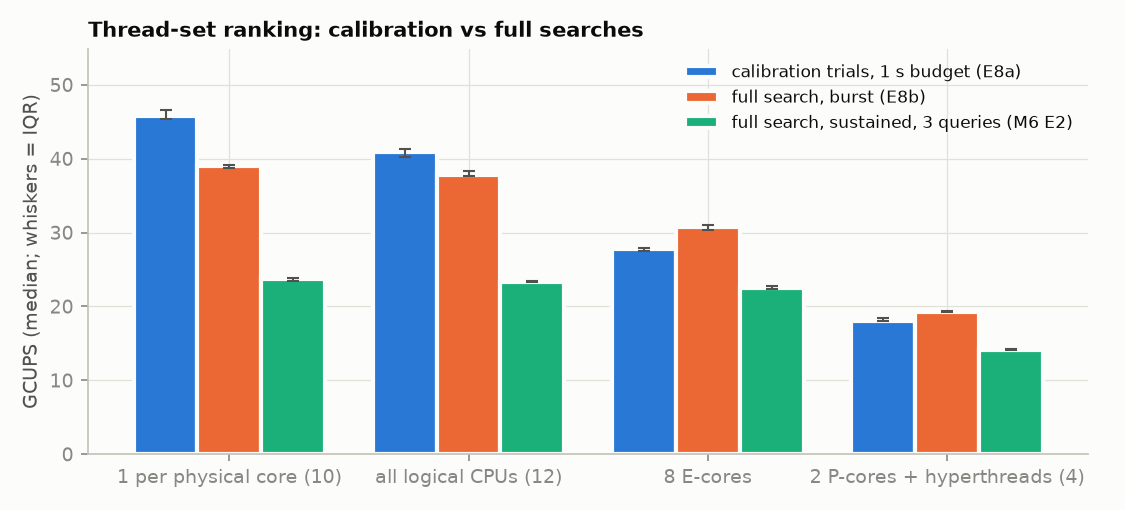 Thread-set ranking: calibration vs full searches
calibration trials, 1 s budget (E8a)
full search, burst (E8b)
full search, sustained, 3 queries (M6 E2)
GCUPS (median; whiskers = IQR)
50
40
30
20
10
0
1 per physical core (10)
all logical CPUs (12)
8 E-cores
2 P-cores + hyperthreads (4)